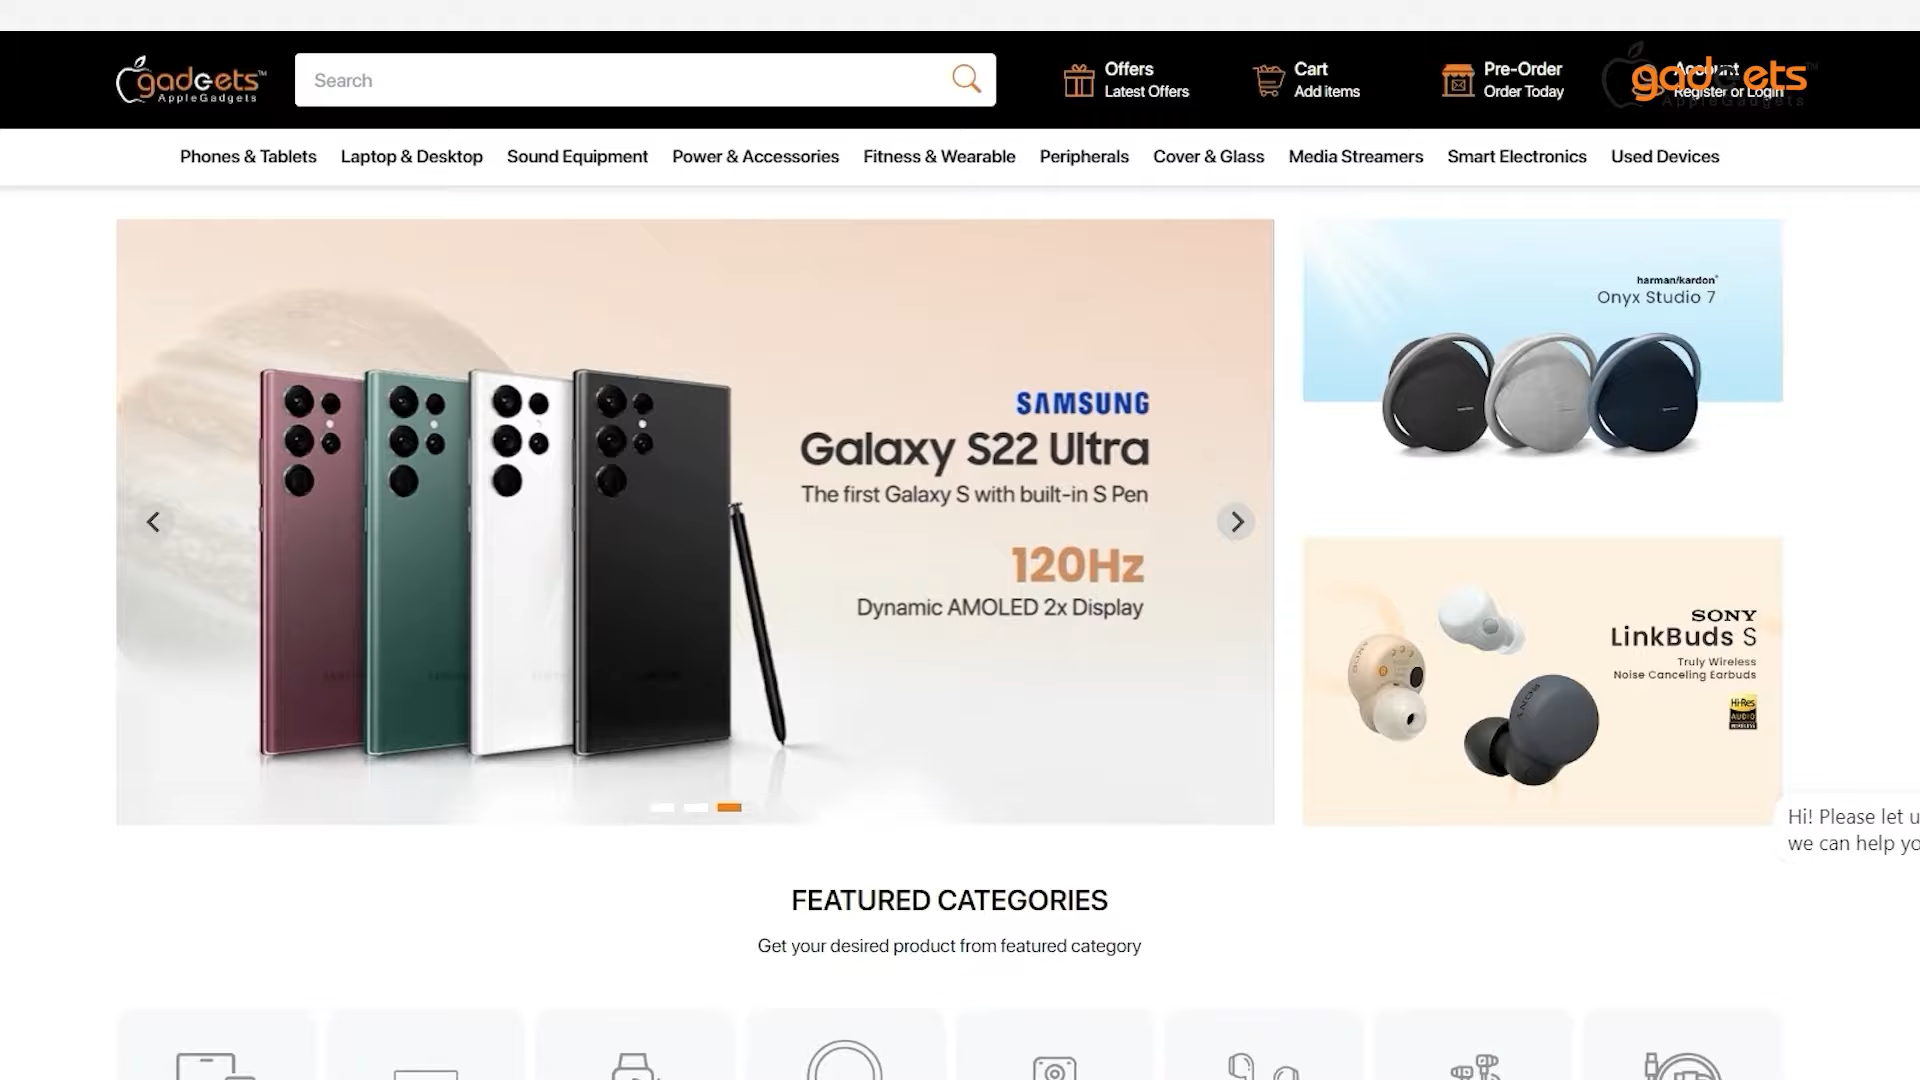 gadgets™
AppleGadgets
Search
Offers
Latest Offers
Cart
Add items
Pre-Order
Order Today
Account
Register or Login
gadgets™
AppleGadgets
Phones & Tablets
Laptop & Desktop
Sound Equipment
Power & Accessories
Fitness & Wearable
Peripherals
Cover & Glass
Media Streamers
Smart Electronics
Used Devices
SAMSUNG
Galaxy S22 Ultra
The first Galaxy S with built-in S Pen
120Hz
Dynamic AMOLED 2x Display
harman/kardon®
Onyx Studio 7
SONY
LinkBuds S
Truly Wireless
Noise Canceling Earbuds
Hi-Res
AUDIO
WIRELESS
SONY
SONY
Hi! Please let u
we can help yo
FEATURED CATEGORIES
Get your desired product from featured category